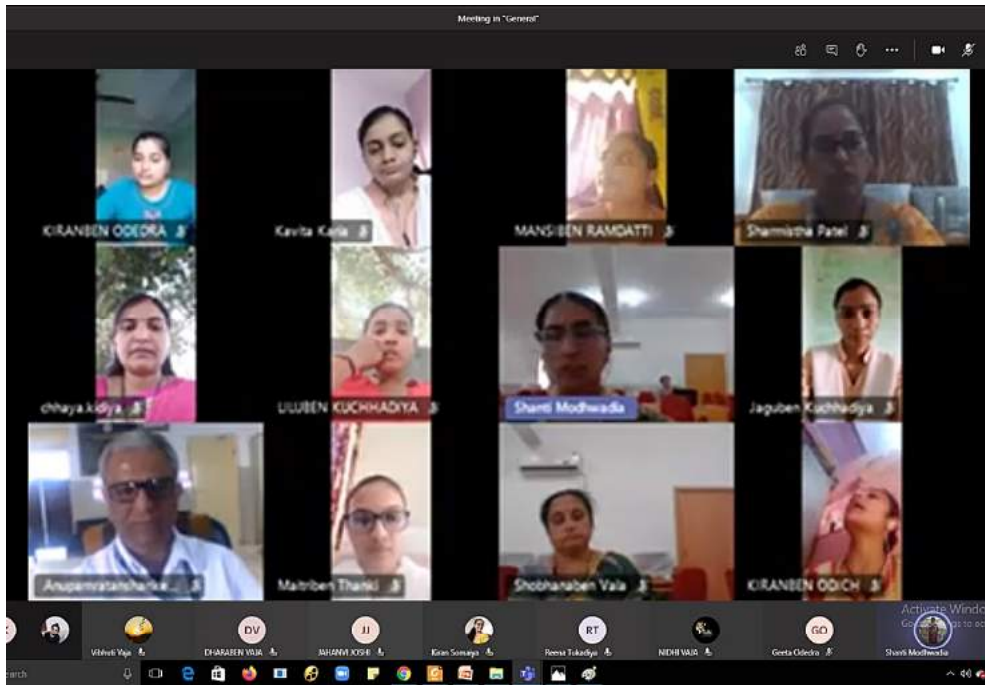 Meeting in "General"
KIRANBEN ODEDRA
Kavita Karia
MANSIBEN RAMDATTI
Sharmistha Patel
chhaya.kidiya
LILUBEN KUCHHADIYA
Shanti Modhwadia
Jaguben Kuchhadiya
Anupamratanshanke...
Maitriben Thanki
Shobhanaben Vala
KIRANBEN ODICH
DV
JJ
RT
GO
Activate Windo
Vibhuti Vaja
DHARABEN VAJA
JAHANVI JOSHI
Kiran Somaiya
Reena Tukadiya
NIDHI VAJA
Geeta Odedra
Shanti Modhwadia
earch